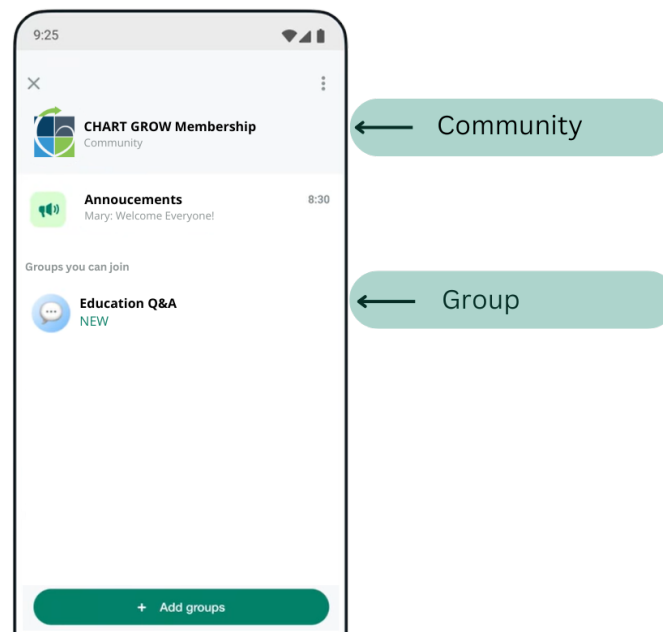 9:25
CHART GROW Membership
Community
Community
Annoucements
8:30
Mary: Welcome Everyone!
Groups you can join
Education Q&A
Group
NEW
+ Add groups